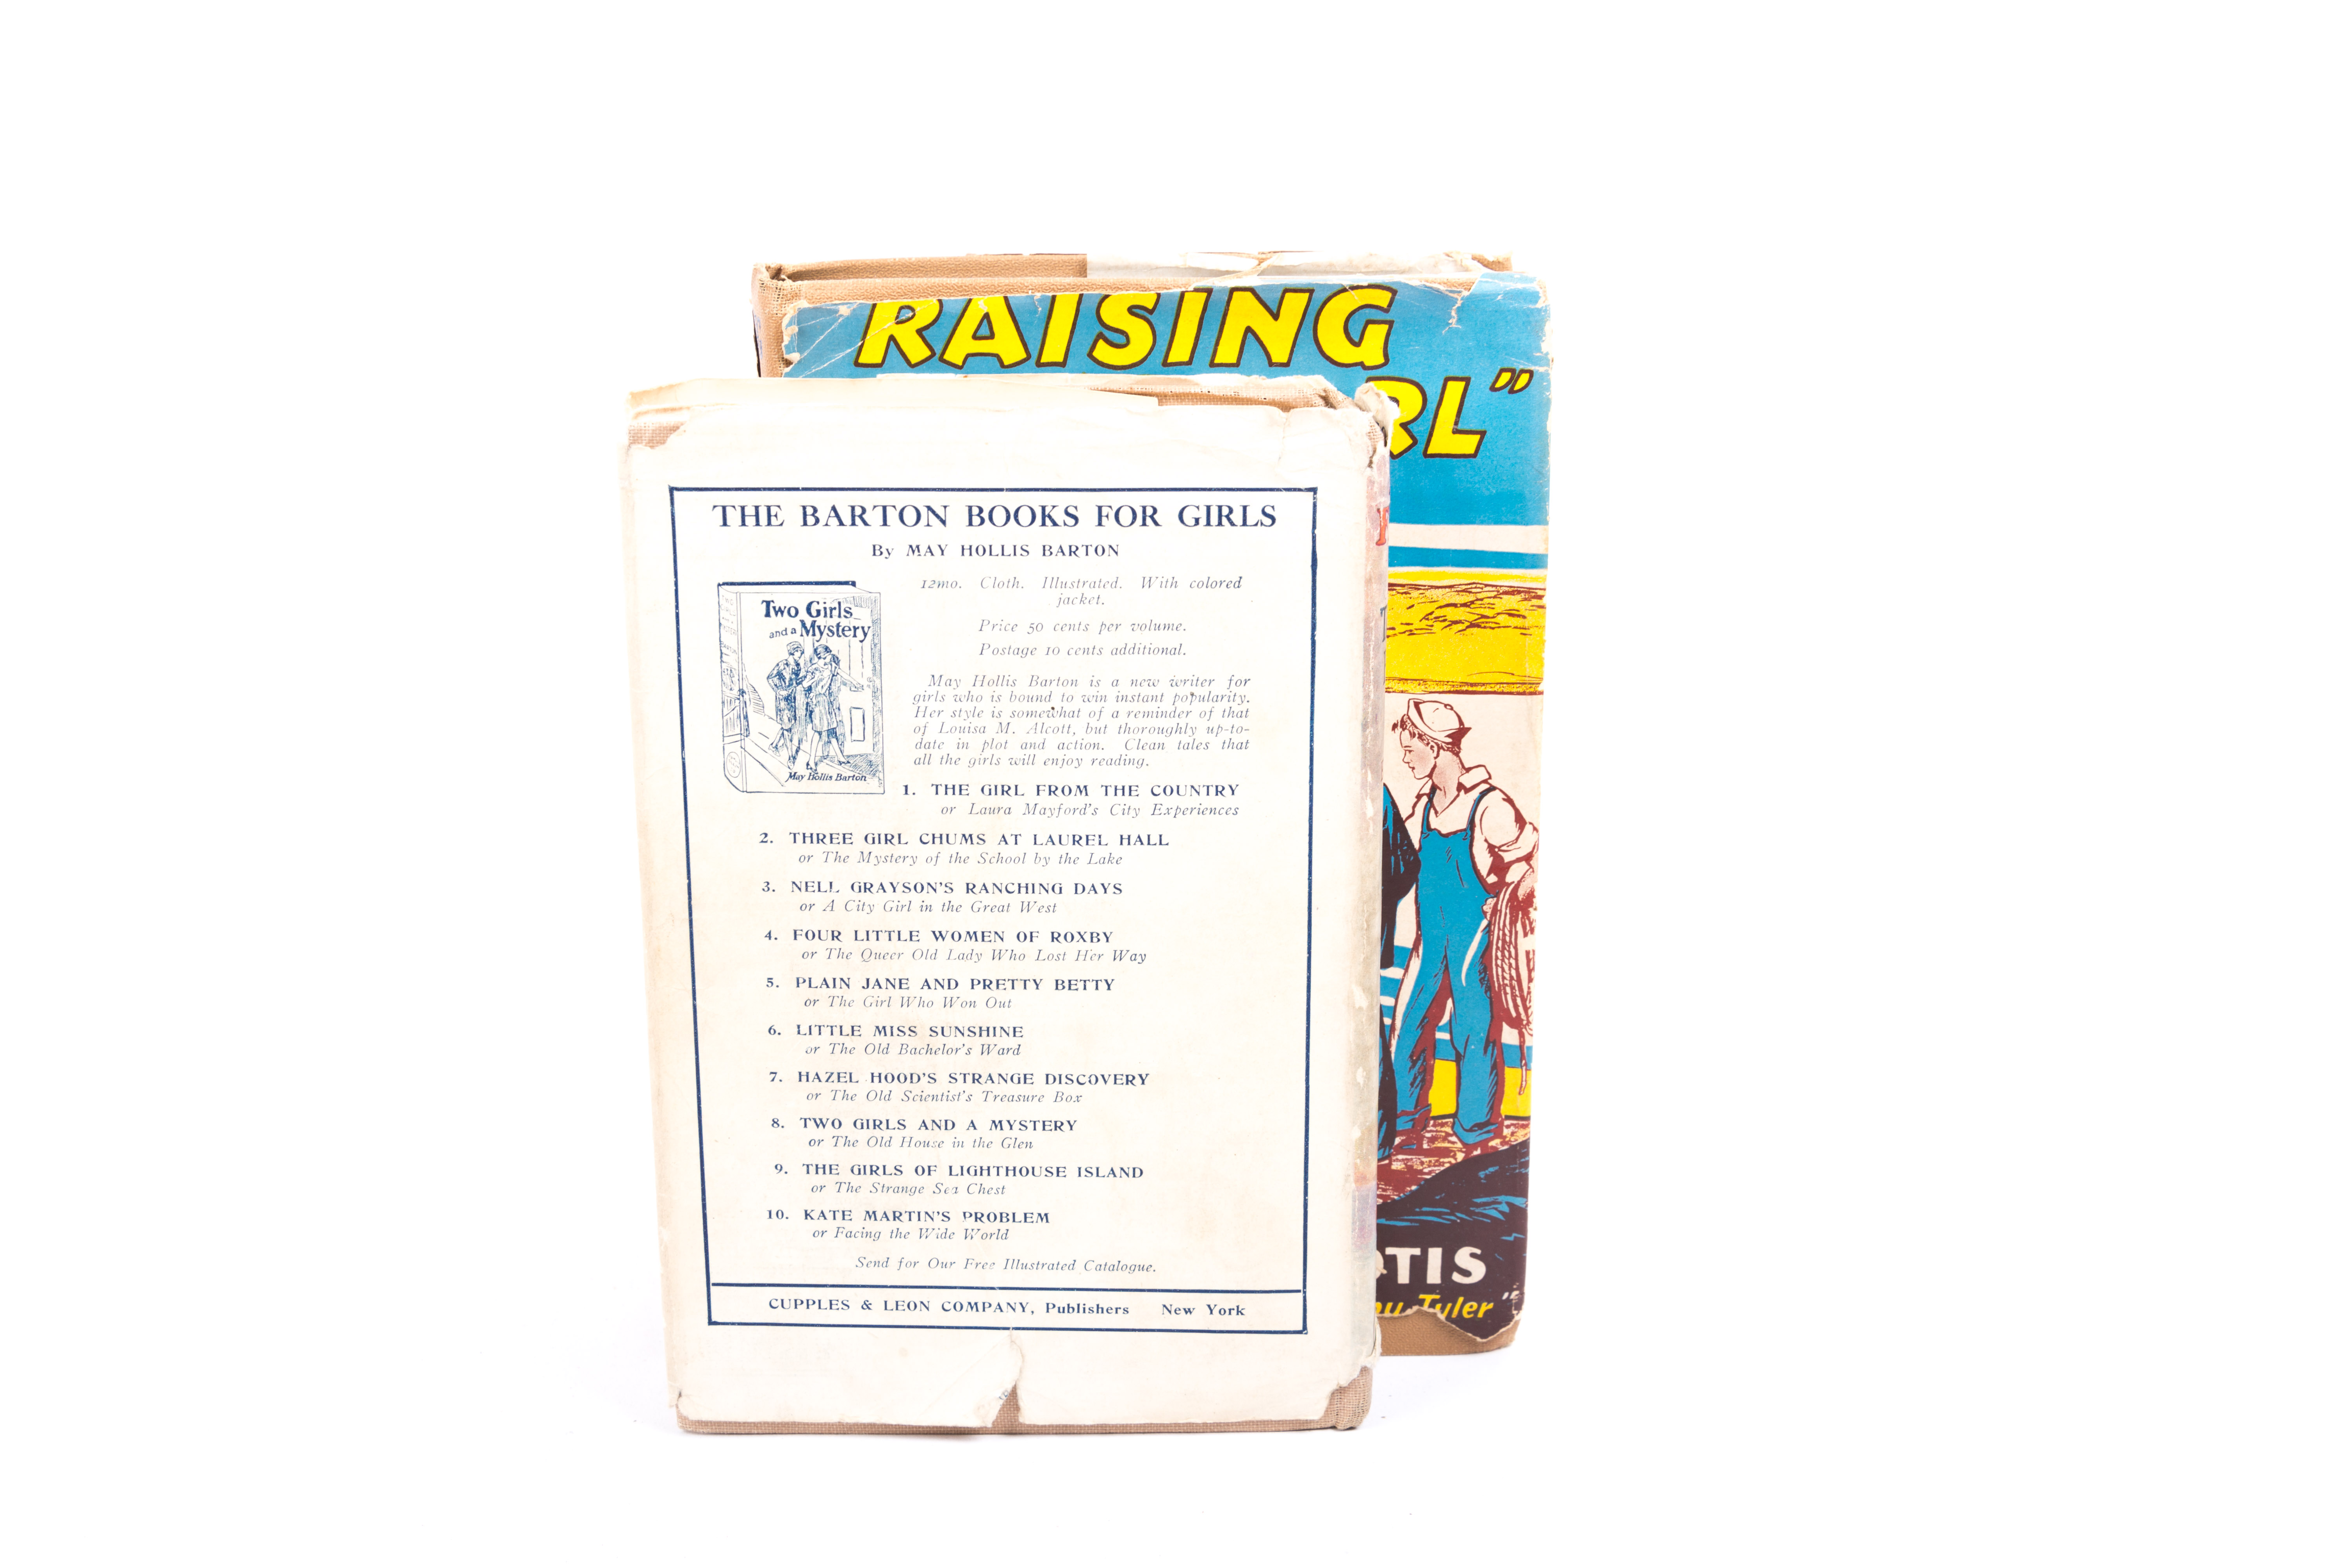 RAISING
RL"
THE BARTON BOOKS FOR GIRLS
By MAY HOLLIS BARTON
Two Girls
and a Mystery
May Hollis Barton
12mo. Cloth. Illustrated. With colored
jacket.
Price 50 cents per volume.
Postage 10 cents additional.
May Hollis Barton is a new writer for
girls who is bound to win instant popularity.
Her style is somewhat of a reminder of that
of Louisa M. Alcott, but thoroughly up-to-
date in plot and action. Clean tales that
all the girls will enjoy reading.
1. THE GIRL FROM THE COUNTRY
or Laura Mayford's City Experiences
2. THREE GIRL CHUMS AT LAUREL HALL
or The Mystery of the School by the Lake
3. NELL GRAYSON'S RANCHING DAYS
or A City Girl in the Great West
4. FOUR LITTLE WOMEN OF ROXBY
or The Queer Old Lady Who Lost Her Way
5. PLAIN JANE AND PRETTY BETTY
or The Girl Who Won Out
6. LITTLE MISS SUNSHINE
or The Old Bachelor's Ward
7. HAZEL HOOD'S STRANGE DISCOVERY
or The Old Scientist's Treasure Box
8. TWO GIRLS AND A MYSTERY
or The Old House in the Glen
9. THE GIRLS OF LIGHTHOUSE ISLAND
or The Strange Sea Chest
10. KATE MARTIN'S PROBLEM
or Facing the Wide World
Send for Our Free Illustrated Catalogue.
CUPPLES & LEON COMPANY, Publishers New York
OTIS
Tyler"